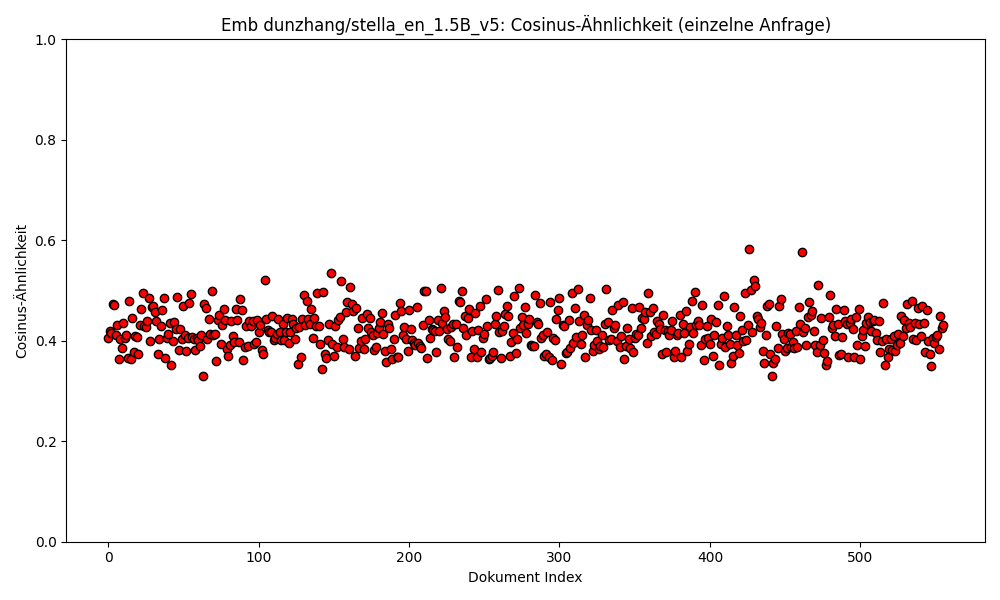 Emb dunzhang/stella_en_1.5B_v5: Cosinus-Ähnlichkeit (einzelne Anfrage)
1.0
0.8
0.6
0.4
0.2
0.0
Cosinus-Ähnlichkeit
0 100 200 300 400 500
Dokument Index